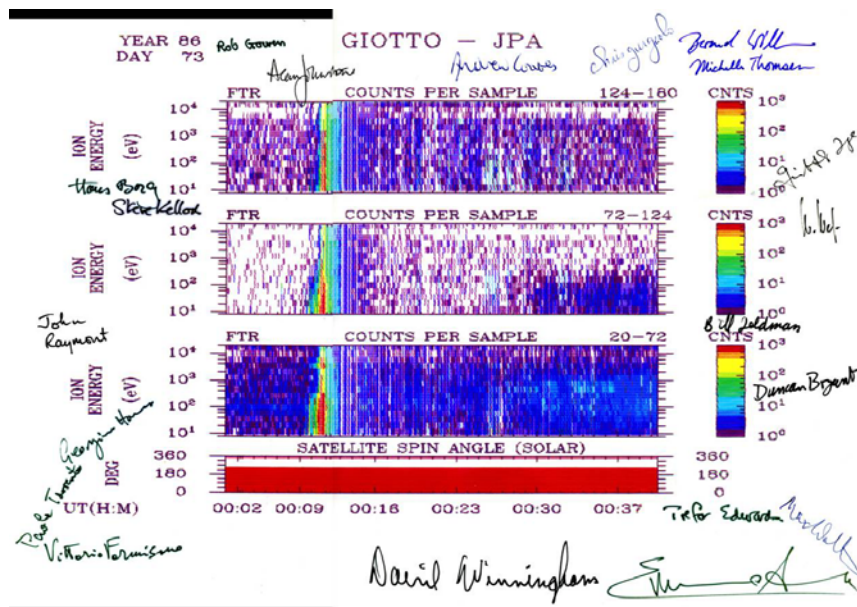 YEAR 86
DAY 73
Rob Gowen
GIOTTO – JPA
Alan Johnstone
Andrew Coates
Michelle Thomsen
FTR COUNTS PER SAMPLE 124–180 CNTS
ION ENERGY (eV)
10⁴
10³
10²
10¹
10³
10²
10¹
10⁰
Hans Borg
Steve Kellock
FTR COUNTS PER SAMPLE 72–124 CNTS
ION ENERGY (eV)
10⁴
10³
10²
10¹
10³
10²
10¹
10⁰
John
Raymont
Bill Feldman
FTR COUNTS PER SAMPLE 20–72 CNTS
ION ENERGY (eV)
10⁴
10³
10²
10¹
10³
10²
10¹
10⁰
Duncan Bryant
SATELLITE SPIN ANGLE (SOLAR)
DEG
360
180
0
360
180
0
UT(H:M) 00:02 00:09 00:16 00:23 00:30 00:37
Trefor Edwards
Vittorio Formisano
David Winningham